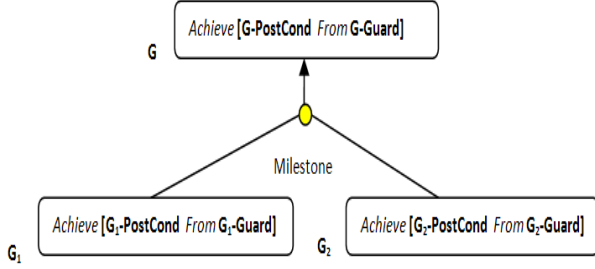 Achieve [G-PostCond From G-Guard]
G
Milestone
Achieve [G₁-PostCond From G₁-Guard]
G₁
Achieve [G₂-PostCond From G₂-Guard]
G₂